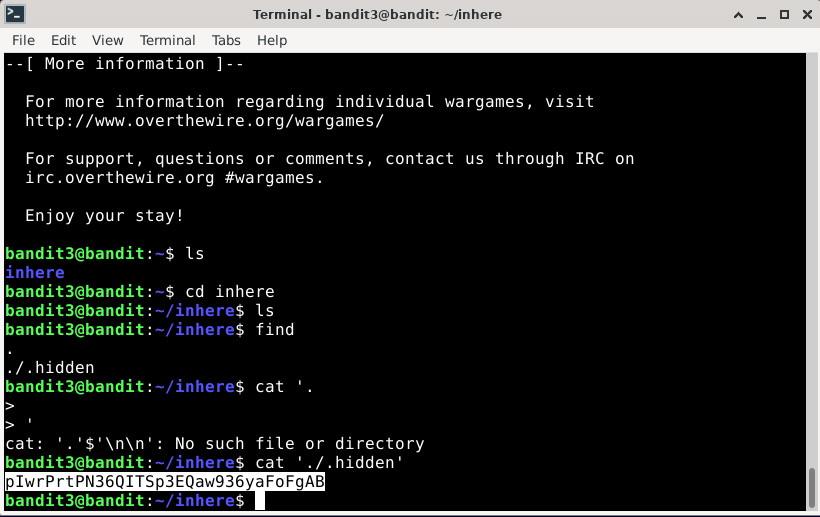 Terminal - bandit3@bandit: ~/inhere
File Edit View Terminal Tabs Help
--[ More information ]--
For more information regarding individual wargames, visit
http://www.overthewire.org/wargames/
For support, questions or comments, contact us through IRC on
irc.overthewire.org #wargames.
Enjoy your stay!
bandit3@bandit:~$ ls
inhere
bandit3@bandit:~$ cd inhere
bandit3@bandit:~/inhere$ ls
bandit3@bandit:~/inhere$ find
.
./.hidden
bandit3@bandit:~/inhere$ cat '.
>
> '
cat: '.'$'\n\n': No such file or directory
bandit3@bandit:~/inhere$ cat './.hidden'
pIwrPrtPN36QITSp3EQaw936yaFoFgAB
bandit3@bandit:~/inhere$